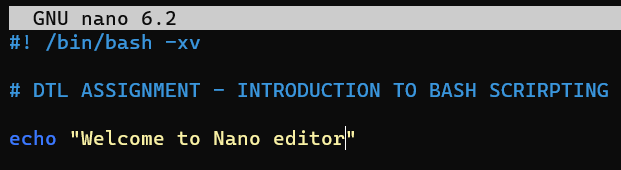 GNU nano 6.2
#! /bin/bash -xv
# DTL ASSIGNMENT - INTRODUCTION TO BASH SCRIRPTING
echo "Welcome to Nano editor"